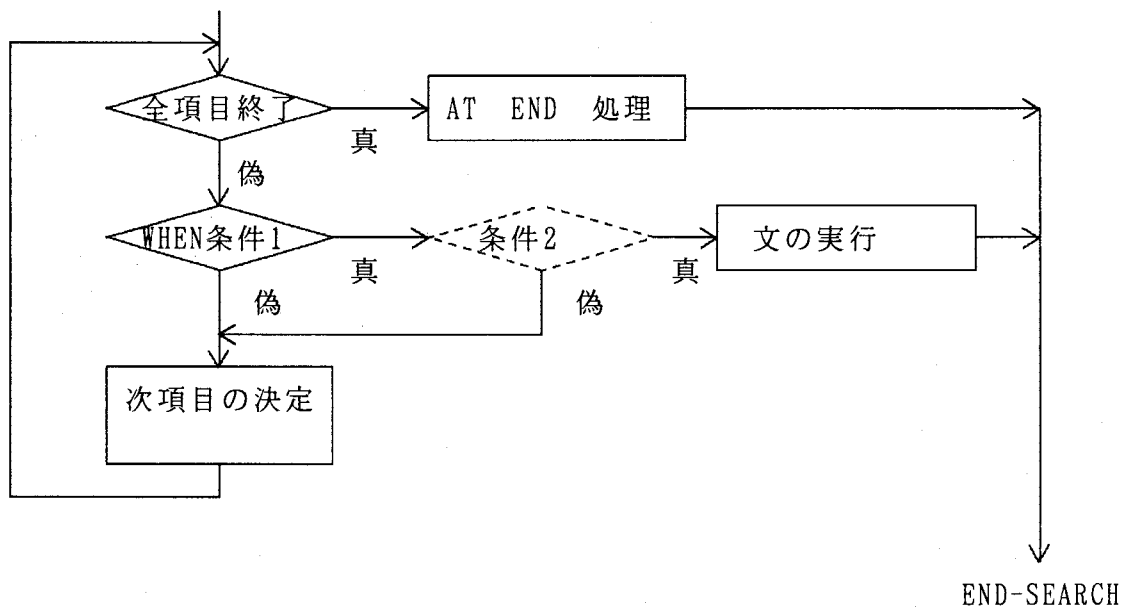 全項目終了
真
AT END 処理
偽
WHEN条件1
真
条件2
真
文の実行
偽
偽
次項目の決定
END-SEARCH